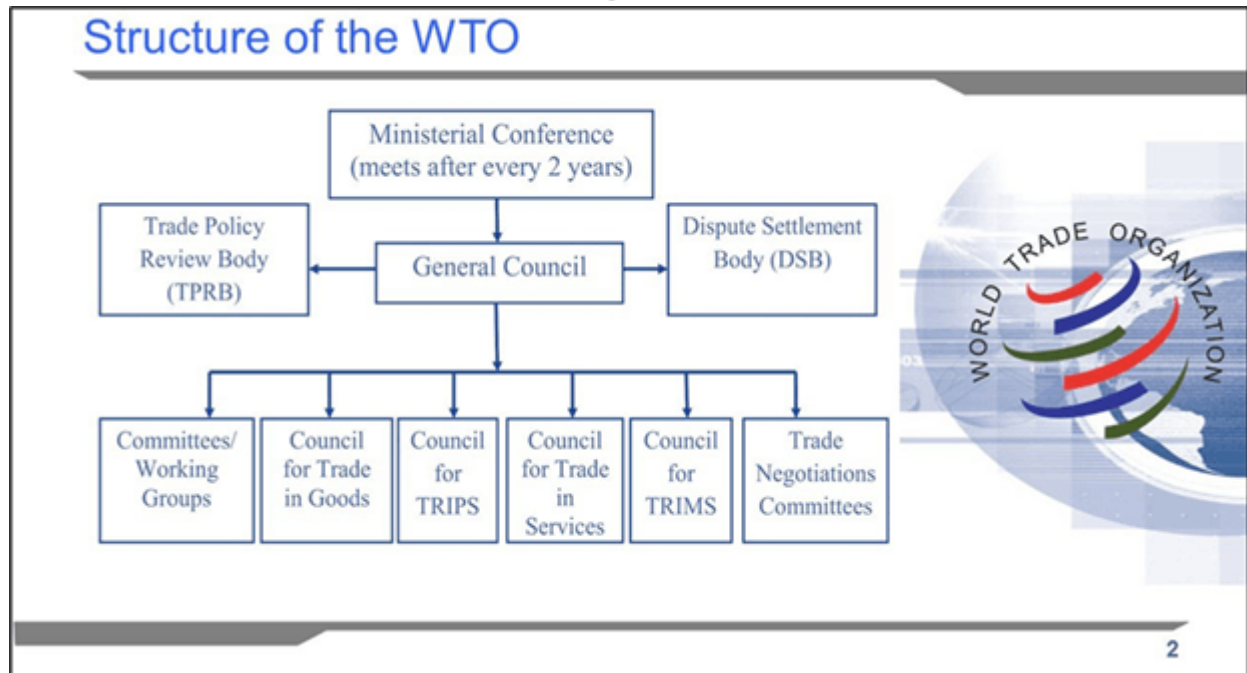 Structure of the WTO
Ministerial Conference
(meets after every 2 years)
Trade Policy
Review Body
(TPRB)
General Council
Dispute Settlement
Body (DSB)
Committees/
Working
Groups
Council
for Trade
in Goods
Council
for
TRIPS
Council
for Trade
in
Services
Council
for
TRIMS
Trade
Negotiations
Committees
WORLD TRADE ORGANIZATION
03
2